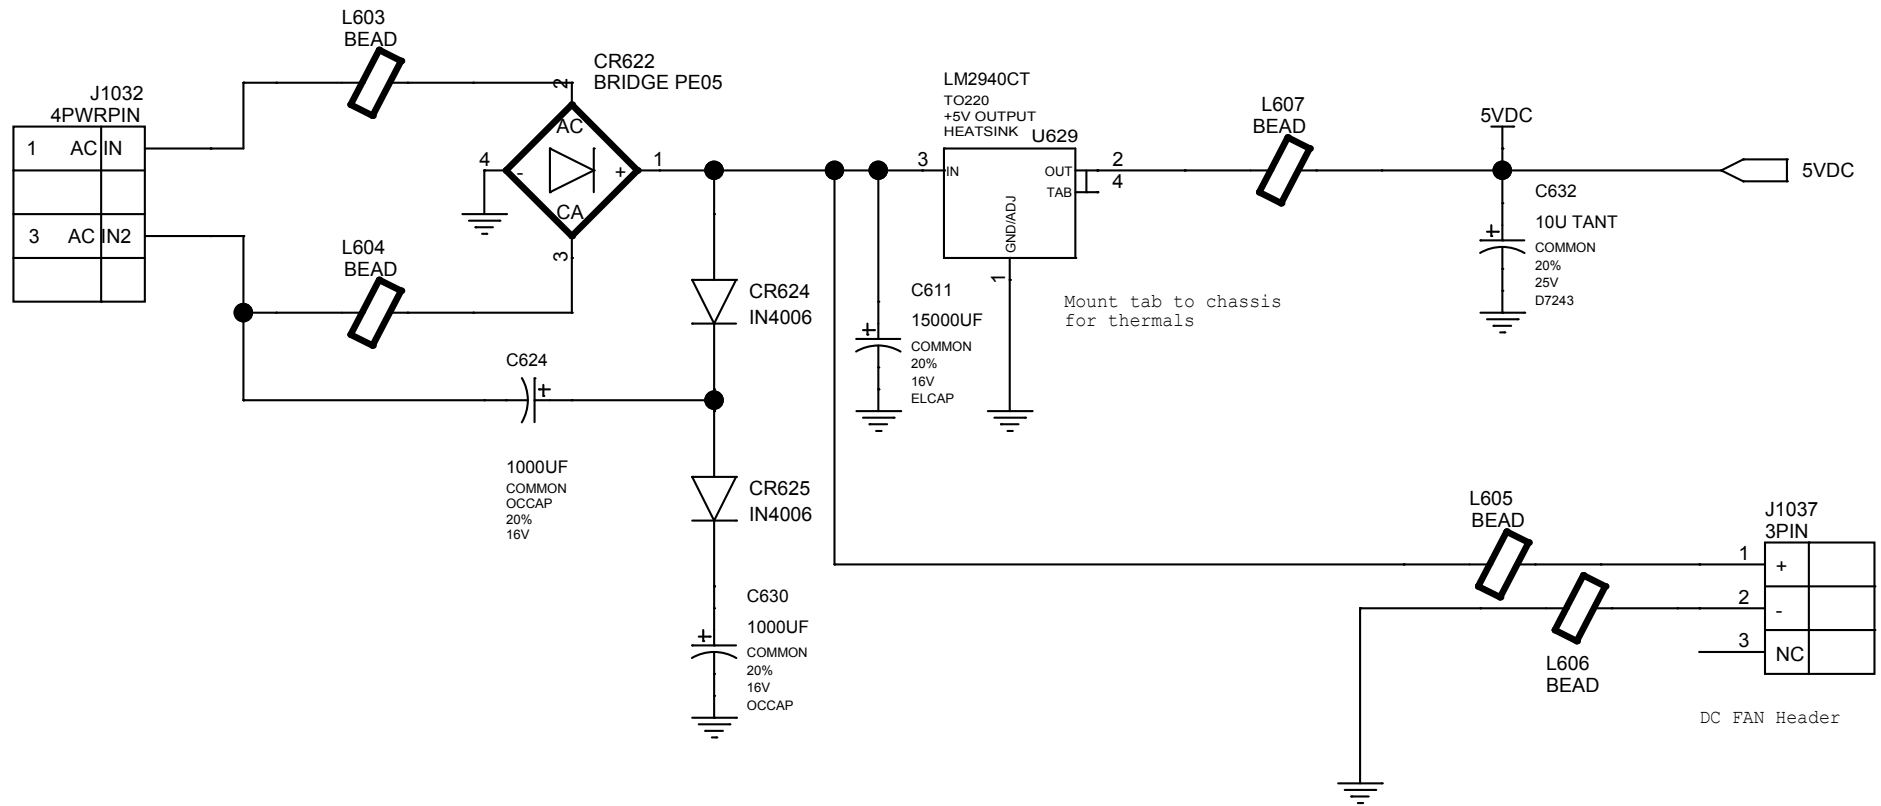 L603
BEAD
CR622
BRIDGE PE05
J1032
4PWRPIN
1 AC IN
3 AC IN2
2
AC
4
-
+
1
CA
3
L604
BEAD
LM2940CT
TO220
+5V OUTPUT
HEATSINK
U629
3
IN
OUT
2
TAB
4
GND/ADJ
1
L607
BEAD
5VDC
5VDC
C632
+
10U TANT
COMMON
20%
25V
D7243
Mount tab to chassis
for thermals
CR624
IN4006
C611
+
15000UF
COMMON
20%
16V
ELCAP
C624
+
1000UF
COMMON
OCCAP
20%
16V
CR625
IN4006
C630
+
1000UF
COMMON
20%
16V
OCCAP
L605
BEAD
J1037
3PIN
1 +
2 -
3 NC
L606
BEAD
DC FAN Header